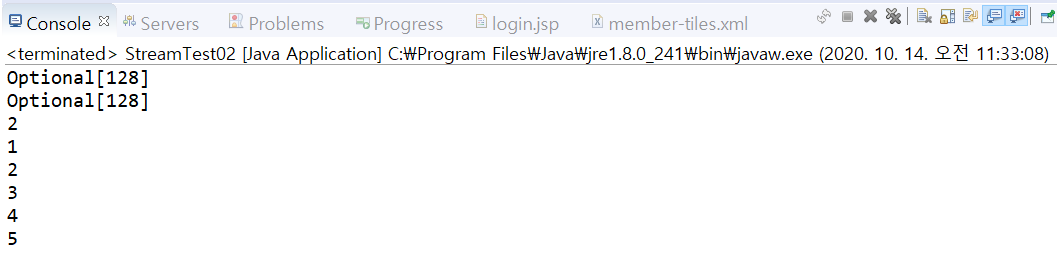 Console Servers Problems Progress login.jsp member-tiles.xml
<terminated> StreamTest02 [Java Application] C:₩Program Files₩Java₩jre1.8.0_241₩bin₩javaw.exe (2020. 10. 14. 오전 11:33:08)
Optional[128]
Optional[128]
2
1
2
3
4
5